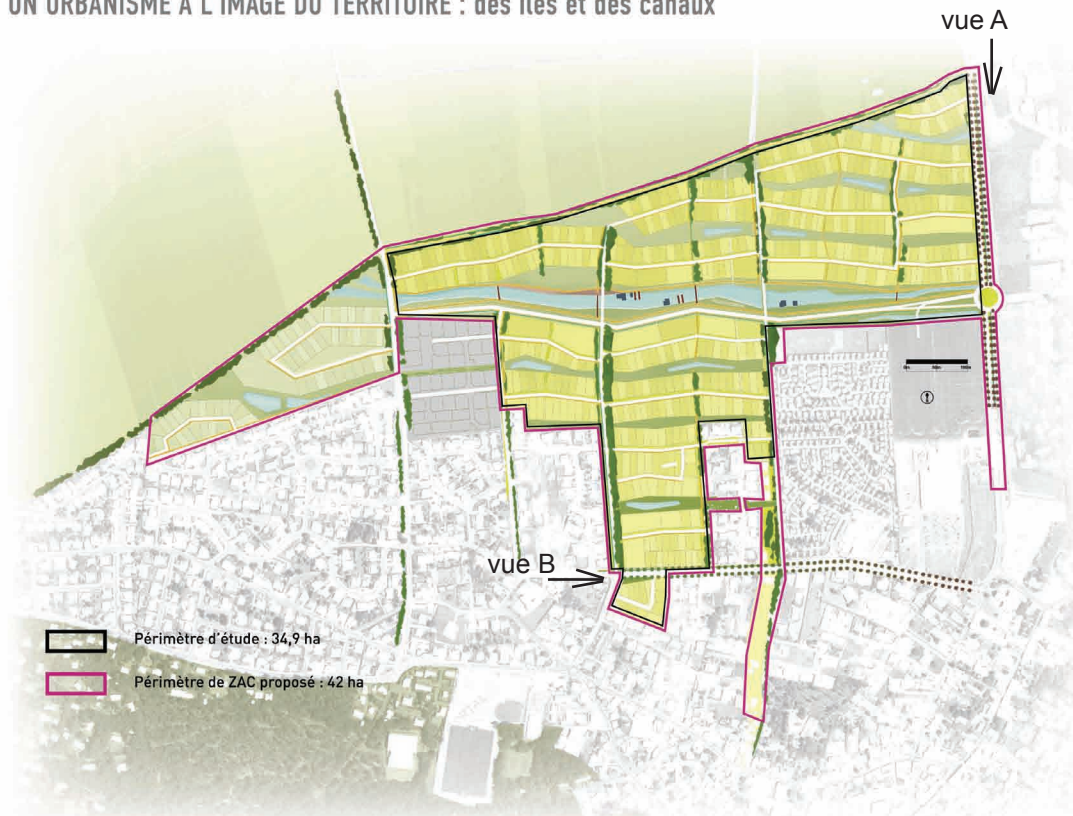 UN URBANISME A L'IMAGE DU TERRITOIRE : des îles et des canaux
vue A
vue B
Périmètre d'étude : 34,9 ha
Périmètre de ZAC proposé : 42 ha